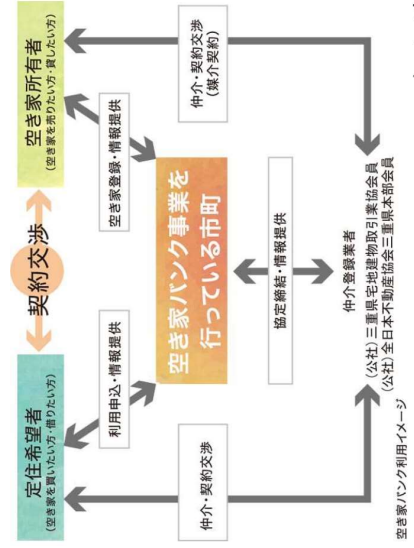 定住希望者
(空き家を買いたい方・借りたい方)
契約交渉
空き家所有者
(空き家を売りたい方・貸したい方)
利用申込・情報提供
空き家登録・情報提供
空き家バンク事業を
行っている市町
仲介・契約交渉
協定締結・情報提供
仲介・契約交渉
(媒介契約)
仲介登録業者
(公社)三重県宅地建物取引業協会員
(公社)全日本不動産協会三重県本部会員
空き家バンク利用イメージ